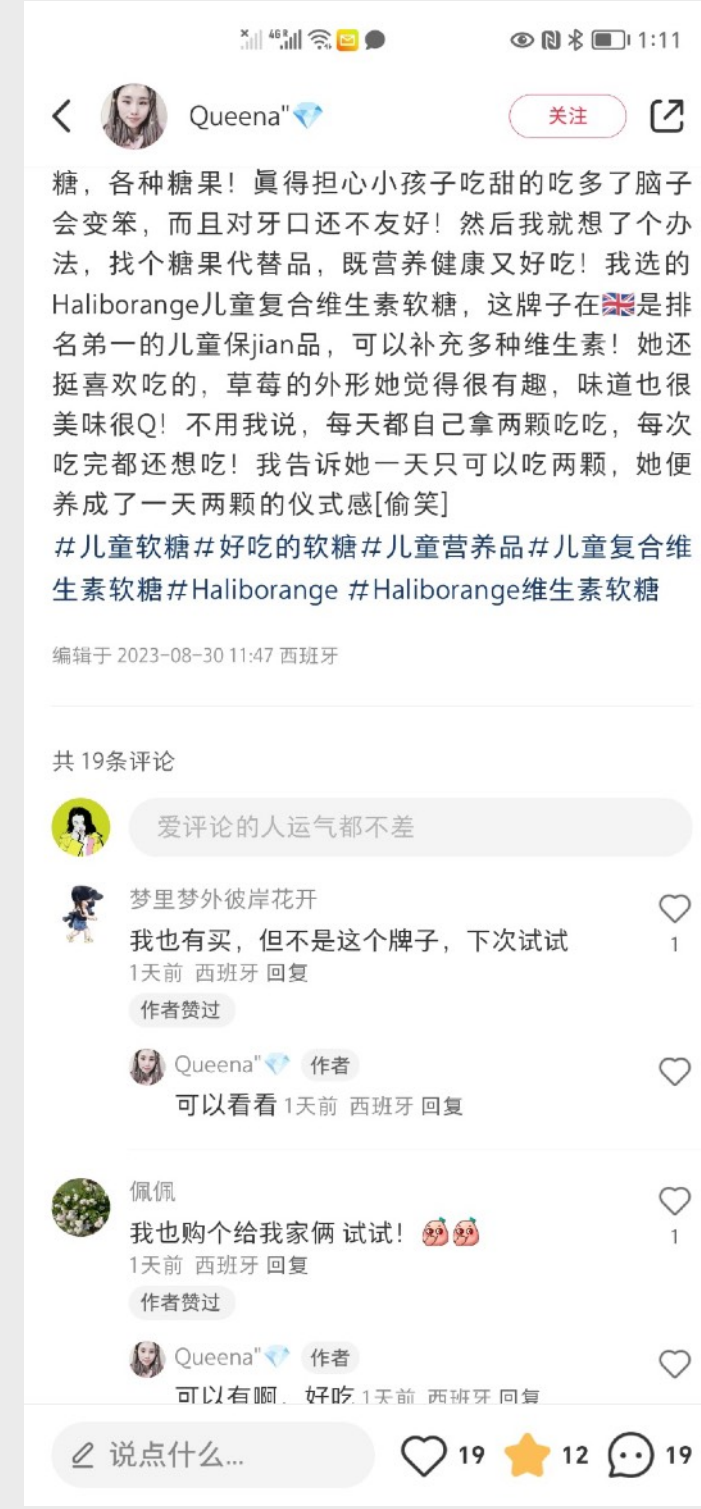 4G R 1:11
Queena"💎 关注
糖，各种糖果！真得担心小孩子吃甜的吃多了脑子
会变笨，而且对牙口还不友好！然后我就想了个办
法，找个糖果代替品，既营养健康又好吃！我选的
Haliborange儿童复合维生素软糖，这牌子在🇬🇧是排
名弟一的儿童保jian品，可以补充多种维生素！她还
挺喜欢吃的，草莓的外形她觉得很有趣，味道也很
美味很Q！不用我说，每天都自己拿两颗吃吃，每次
吃完都还想吃！我告诉她一天只可以吃两颗，她便
养成了一天两颗的仪式感[偷笑]
#儿童软糖#好吃的软糖#儿童营养品#儿童复合维
生素软糖#Haliborange #Haliborange维生素软糖
编辑于 2023-08-30 11:47 西班牙
共 19条评论
爱评论的人运气都不差
梦里梦外彼岸花开
我也有买，但不是这个牌子，下次试试
1
1天前 西班牙 回复
作者赞过
Queena"💎 作者
可以看看 1天前 西班牙 回复
佩佩
我也购个给我家俩 试试！
1
1天前 西班牙 回复
作者赞过
Queena"💎 作者
可以有啊，好吃 1天前 西班牙 回复
说点什么... 19 12 19